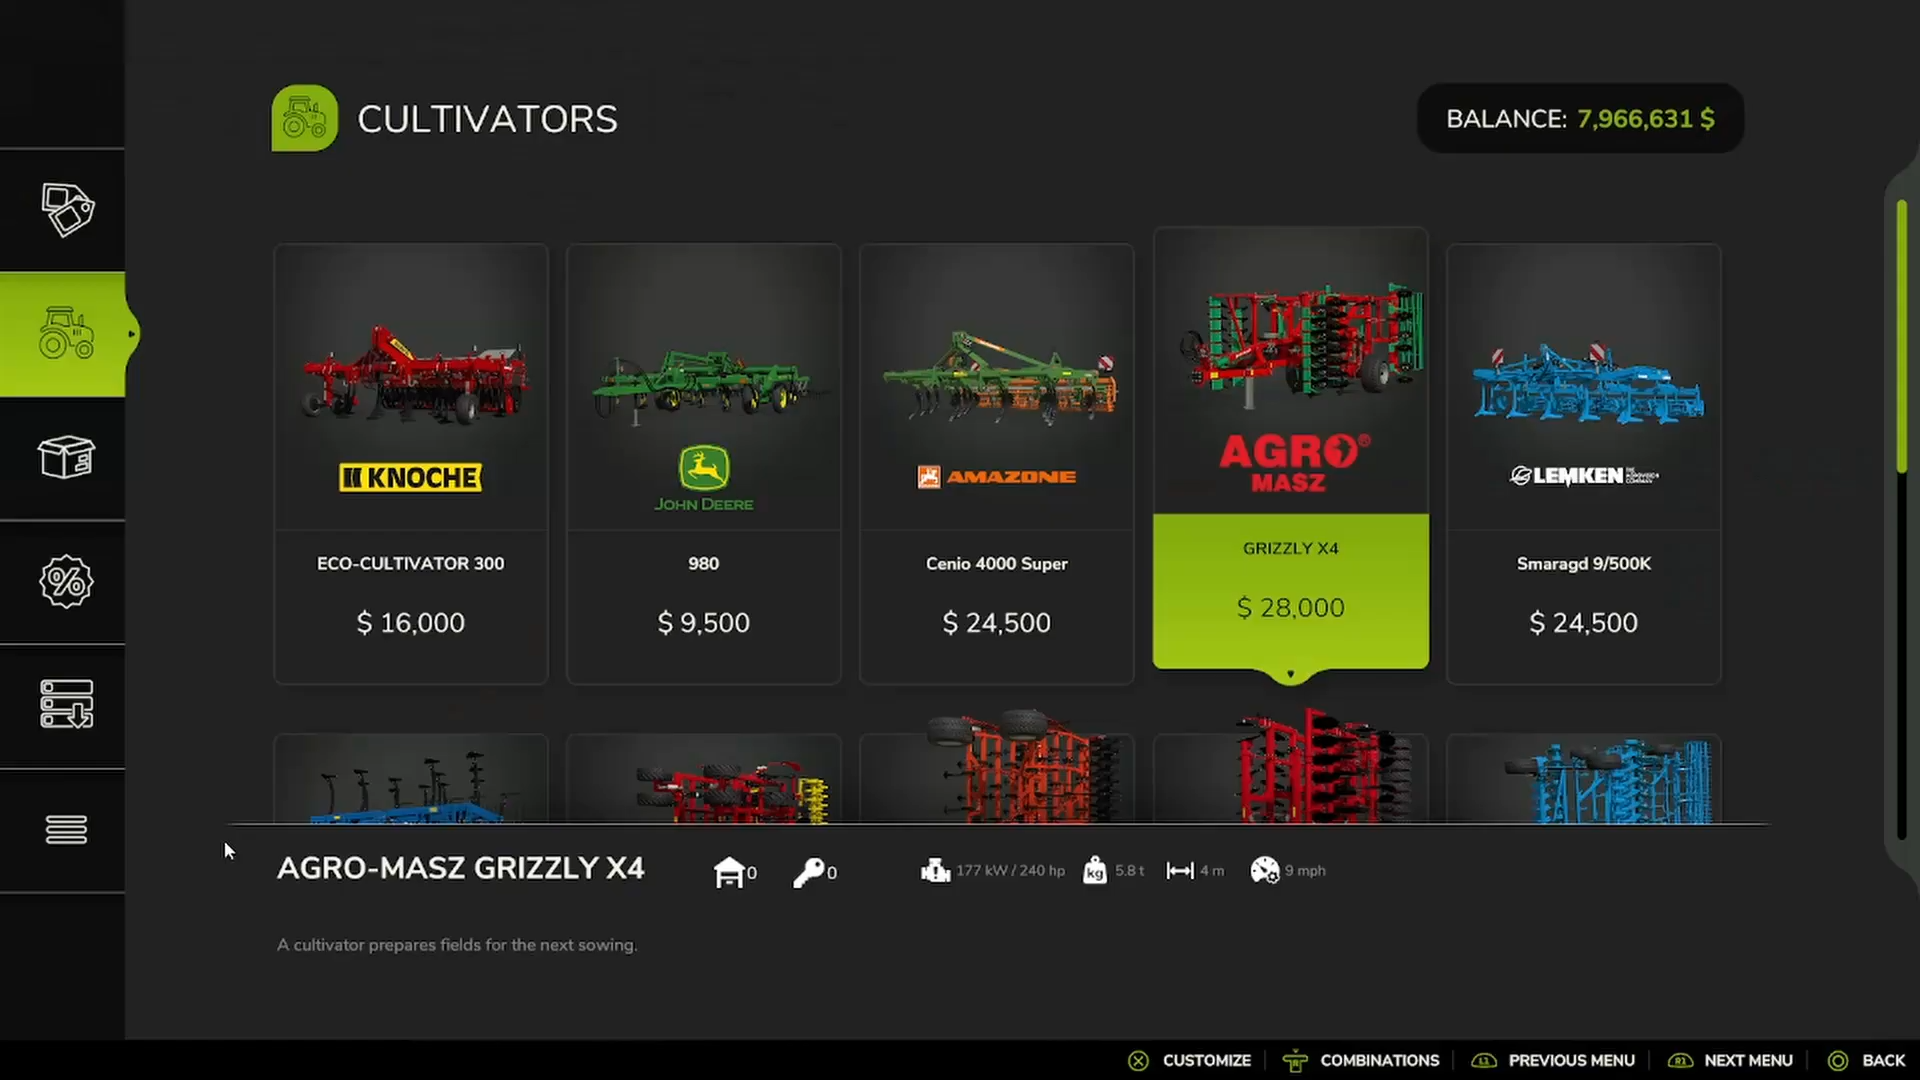 CULTIVATORS
BALANCE: 7,966,631 $
KNOCHE
JOHN DEERE
AMAZONE
AGRO®
MASZ
LEMKEN
ECO-CULTIVATOR 300
980
Cenio 4000 Super
GRIZZLY X4
Smaragd 9/500K
$ 16,000
$ 9,500
$ 24,500
$ 28,000
$ 24,500
AGRO-MASZ GRIZZLY X4
0
0
177 kW / 240 hp
kg
5.8 t
4 m
9 mph
A cultivator prepares fields for the next sowing.
CUSTOMIZE
COMBINATIONS
L1 PREVIOUS MENU
R1 NEXT MENU
BACK